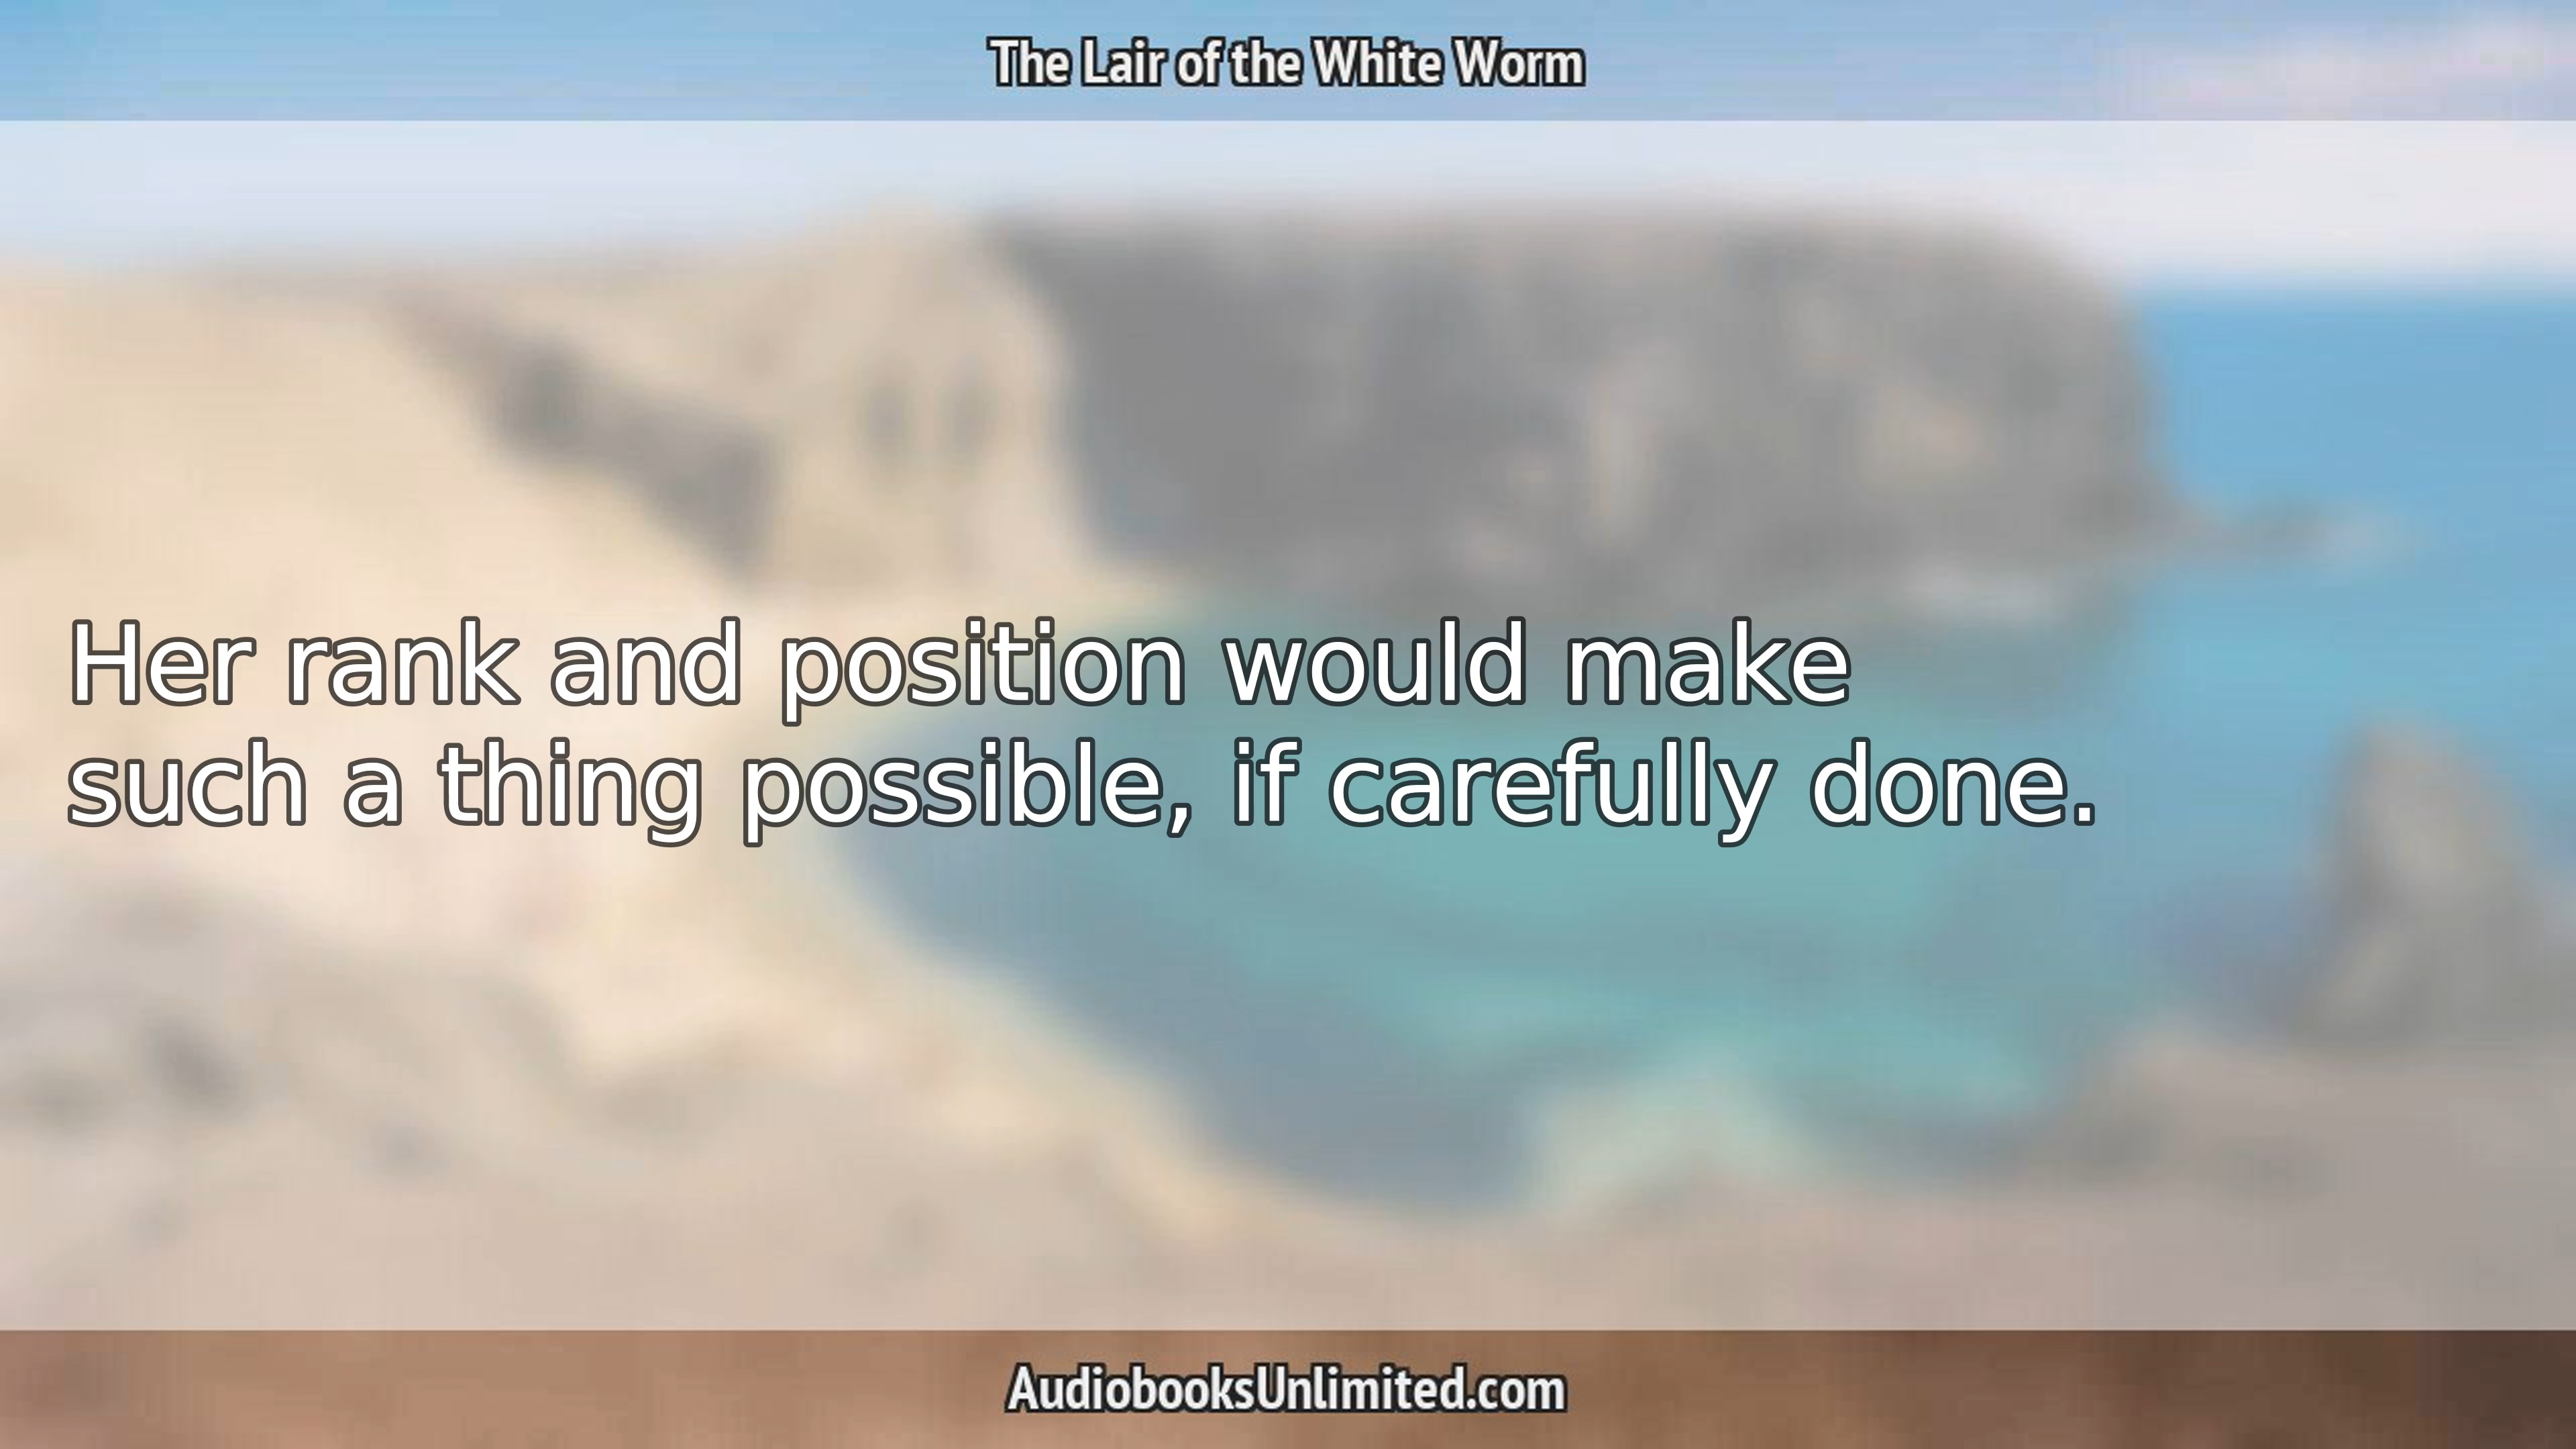 The Lair of the White Worm
Her rank and position would make
such a thing possible, if carefully done.
AudiobooksUnlimited.com